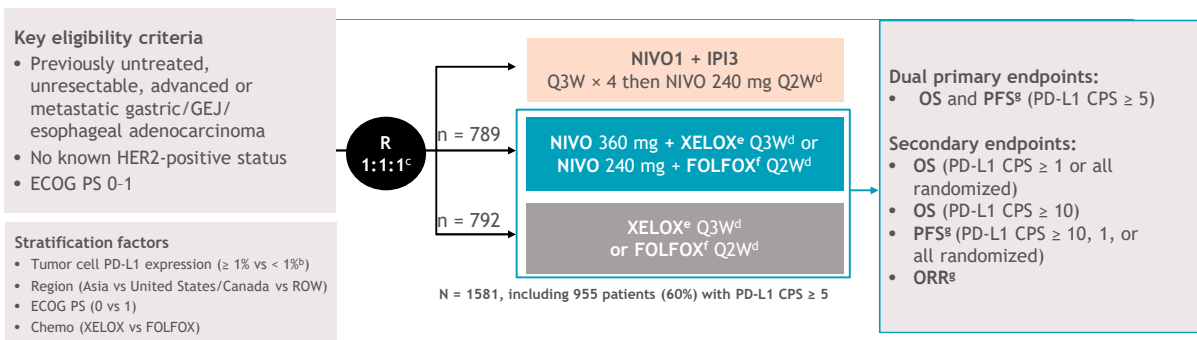 Key eligibility criteria
• Previously untreated,
unresectable, advanced or
metastatic gastric/GEJ/
esophageal adenocarcinoma
• No known HER2-positive status
• ECOG PS 0-1
Stratification factors
• Tumor cell PD-L1 expression (≥ 1% vs < 1%ᵇ)
• Region (Asia vs United States/Canada vs ROW)
• ECOG PS (0 vs 1)
• Chemo (XELOX vs FOLFOX)
R
1:1:1ᶜ
n = 789
n = 792
NIVO1 + IPI3
Q3W × 4 then NIVO 240 mg Q2Wᵈ
NIVO 360 mg + XELOXᵉ Q3Wᵈ or
NIVO 240 mg + FOLFOXᶠ Q2Wᵈ
XELOXᵉ Q3Wᵈ
or FOLFOXᶠ Q2Wᵈ
N = 1581, including 955 patients (60%) with PD-L1 CPS ≥ 5
Dual primary endpoints:
• OS and PFSᵍ (PD-L1 CPS ≥ 5)
Secondary endpoints:
• OS (PD-L1 CPS ≥ 1 or all
randomized)
• OS (PD-L1 CPS ≥ 10)
• PFSᵍ (PD-L1 CPS ≥ 10, 1, or
all randomized)
• ORRᵍ